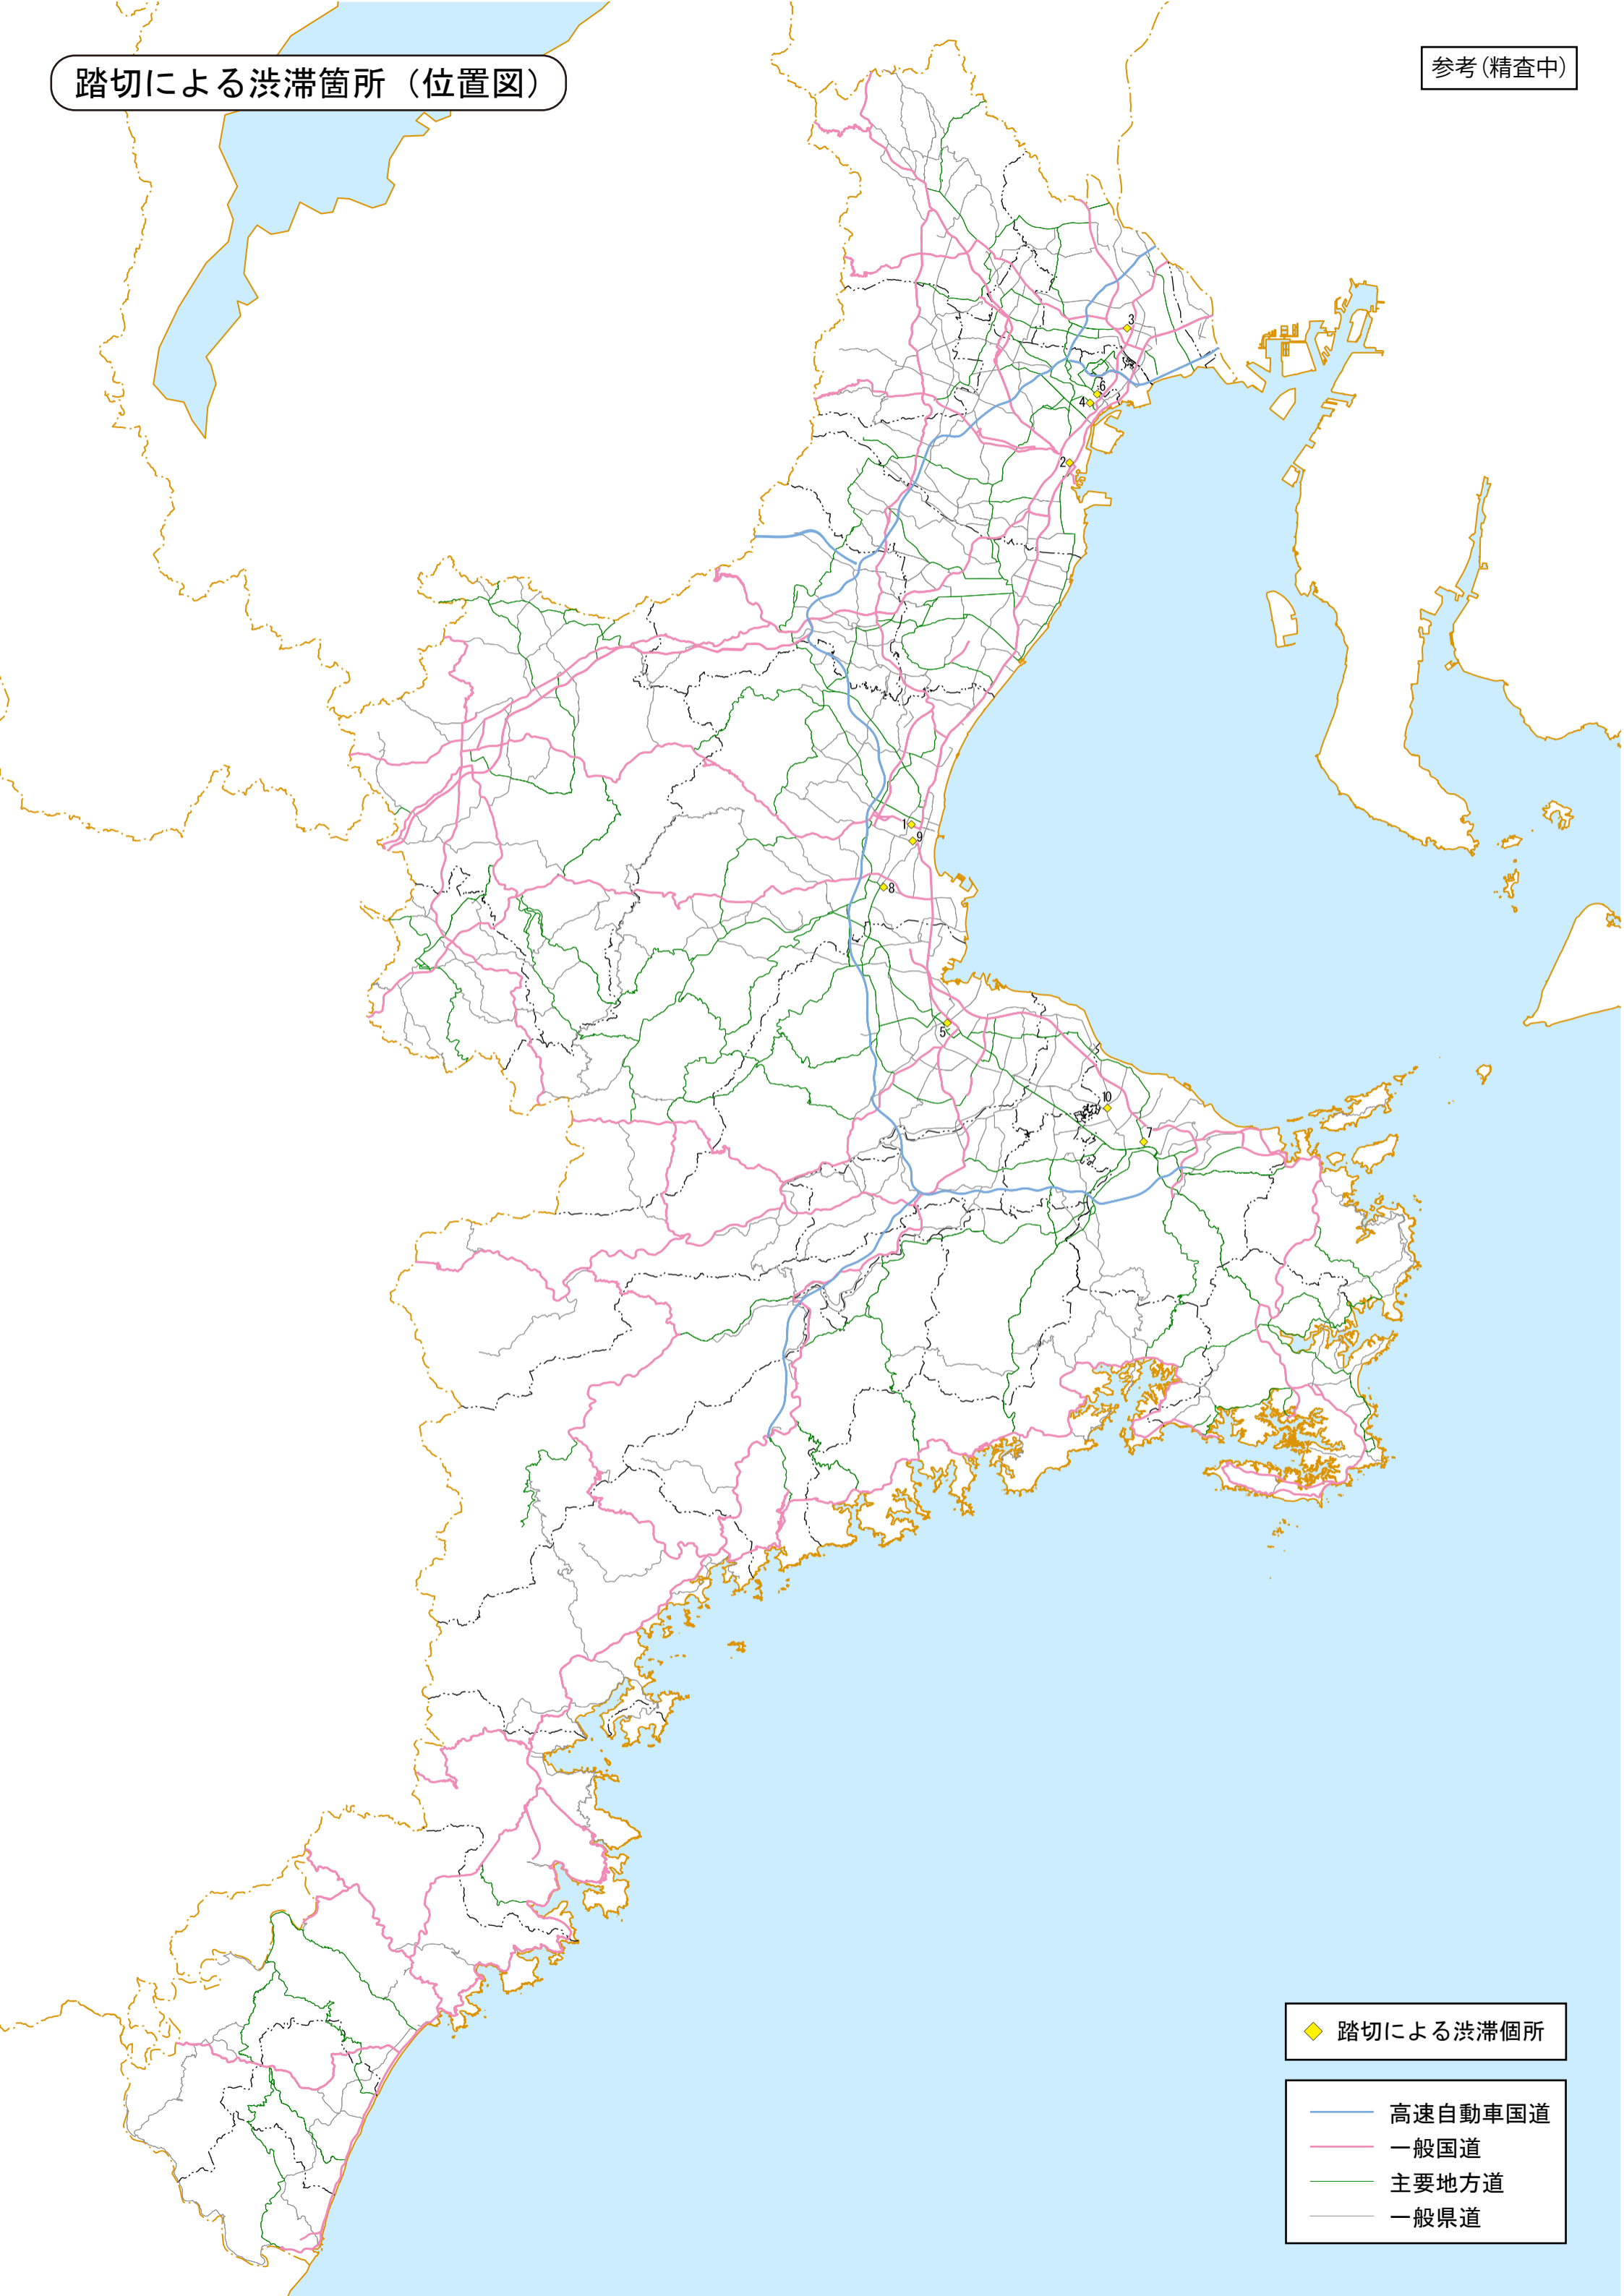 踏切による渋滞箇所（位置図）
参考（精査中）
3
6
4
2
1
9
8
5
10
7
踏切による渋滞個所
高速自動車国道
一般国道
主要地方道
一般県道